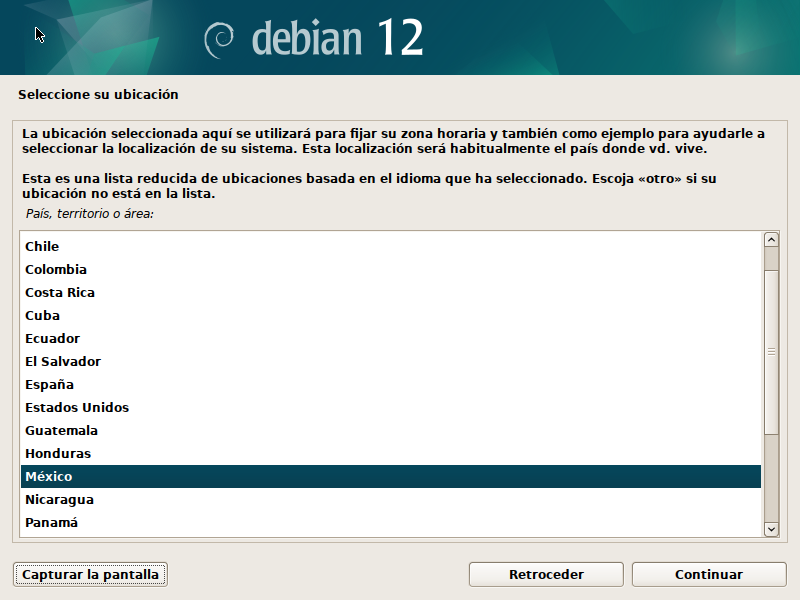 debian 12
Seleccione su ubicación
La ubicación seleccionada aquí se utilizará para fijar su zona horaria y también como ejemplo para ayudarle a
seleccionar la localización de su sistema. Esta localización será habitualmente el país donde vd. vive.
Esta es una lista reducida de ubicaciones basada en el idioma que ha seleccionado. Escoja «otro» si su
ubicación no está en la lista.
País, territorio o área:
Chile
Colombia
Costa Rica
Cuba
Ecuador
El Salvador
España
Estados Unidos
Guatemala
Honduras
México
Nicaragua
Panamá
Capturar la pantalla
Retroceder
Continuar